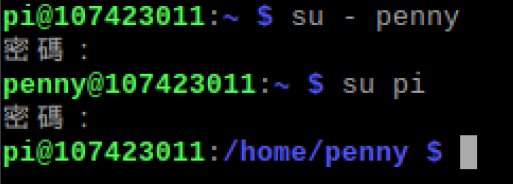 pi@107423011:~ $ su - penny
密碼：
penny@107423011:~ $ su pi
密碼：
pi@107423011:/home/penny $